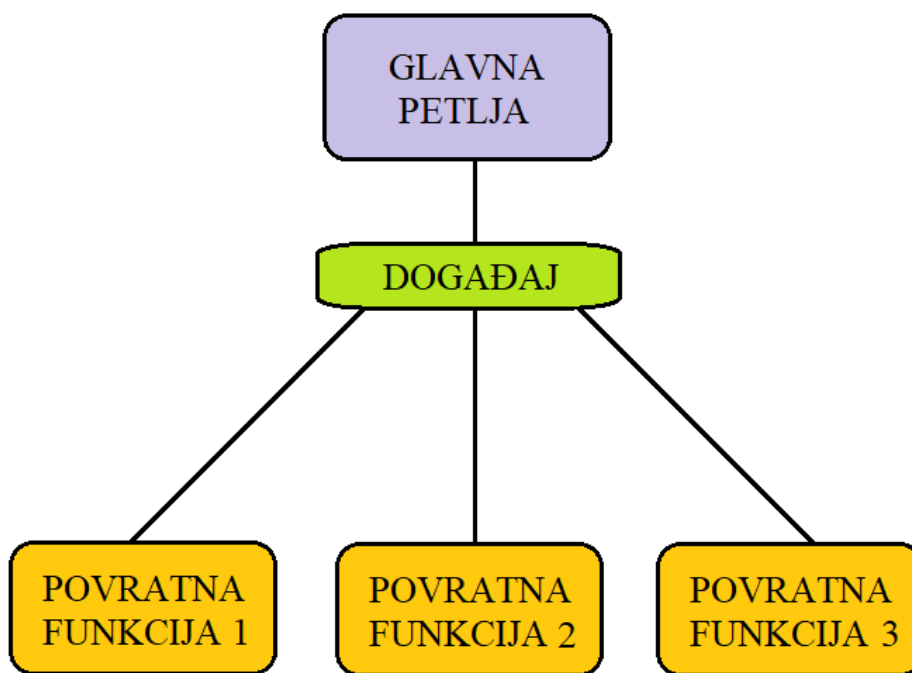 GLAVNA
PETLJA
DOGAĐAJ
POVRATNA
FUNKCIJA 1
POVRATNA
FUNKCIJA 2
POVRATNA
FUNKCIJA 3